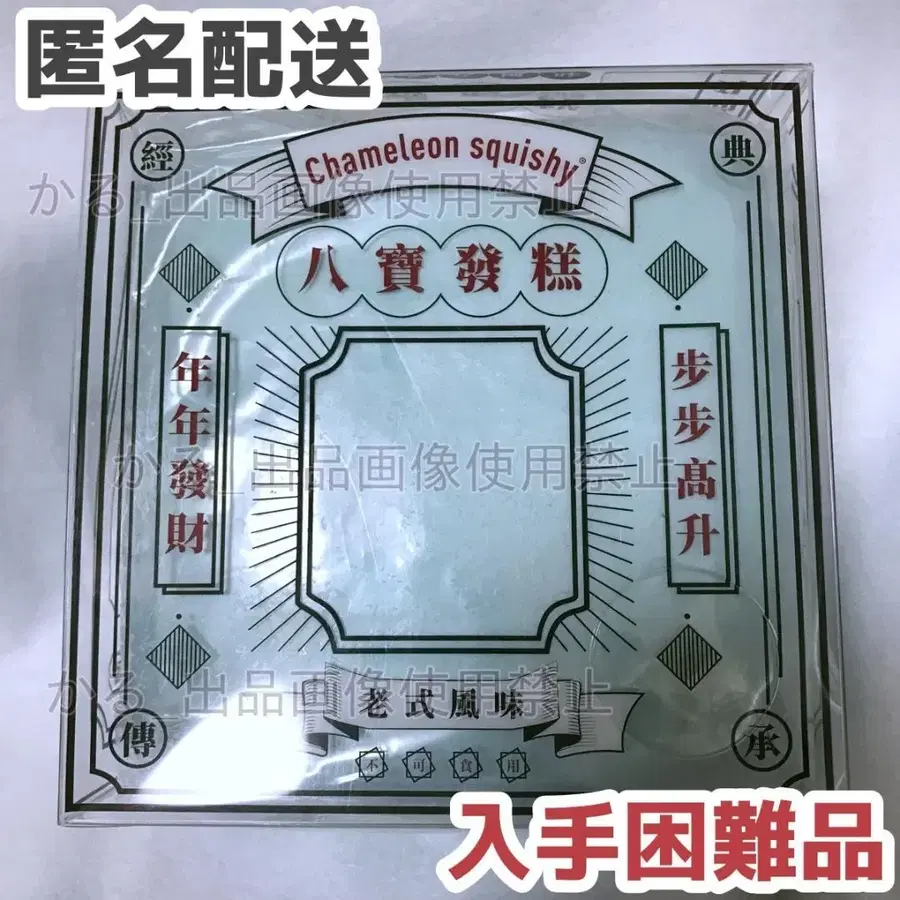 匿名配送
經
典
Chameleon squishy®
かる_出品画像使用禁止
八寶發糕
年年發財
步步高升
かる_出品画像使用禁止
かる_出品画像使用禁止
老式風味
傳
承
不可食用
入手困難品